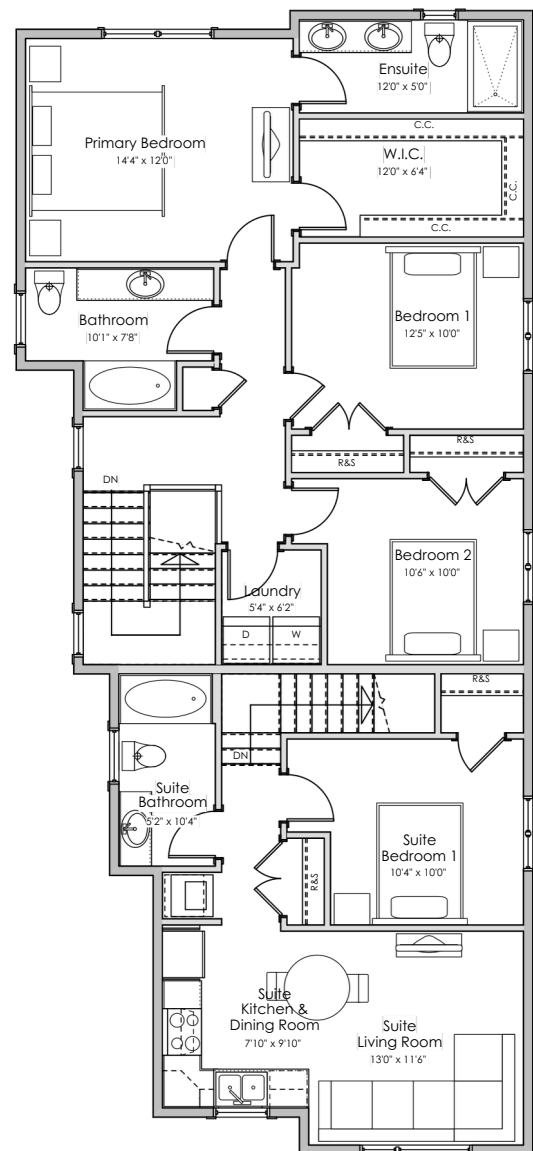 Ensuite
12'0" x 5'0"
Primary Bedroom
14'4" x 12'0"
C.C.
W.I.C.
12'0" x 6'4"
C.C.
C.C.
Bathroom
10'1" x 7'8"
Bedroom 1
12'5" x 10'0"
R&S
R&S
DN
Bedroom 2
10'6" x 10'0"
Laundry
5'4" x 6'2"
D
W
R&S
DN
Suite
Bathroom
5'2" x 10'4"
Suite
Bedroom 1
10'4" x 10'0"
R&S
Suite
Kitchen &
Dining Room
7'10" x 9'10"
Suite
Living Room
13'0" x 11'6"